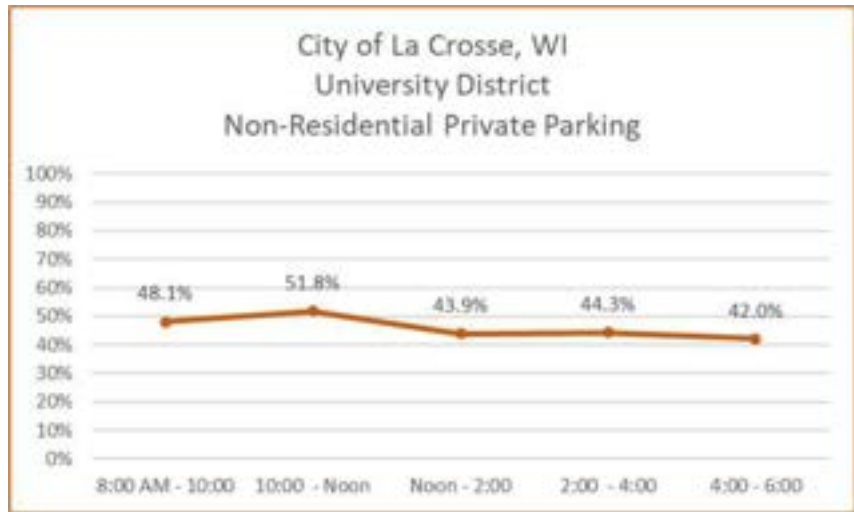 City of La Crosse, WI
University District
Non-Residential Private Parking
100%
90%
80%
70%
60%
50%
40%
30%
20%
10%
0%
48.1%
51.8%
43.9%
44.3%
42.0%
8:00 AM - 10:00
10:00 - Noon
Noon - 2:00
2:00 - 4:00
4:00 - 6:00